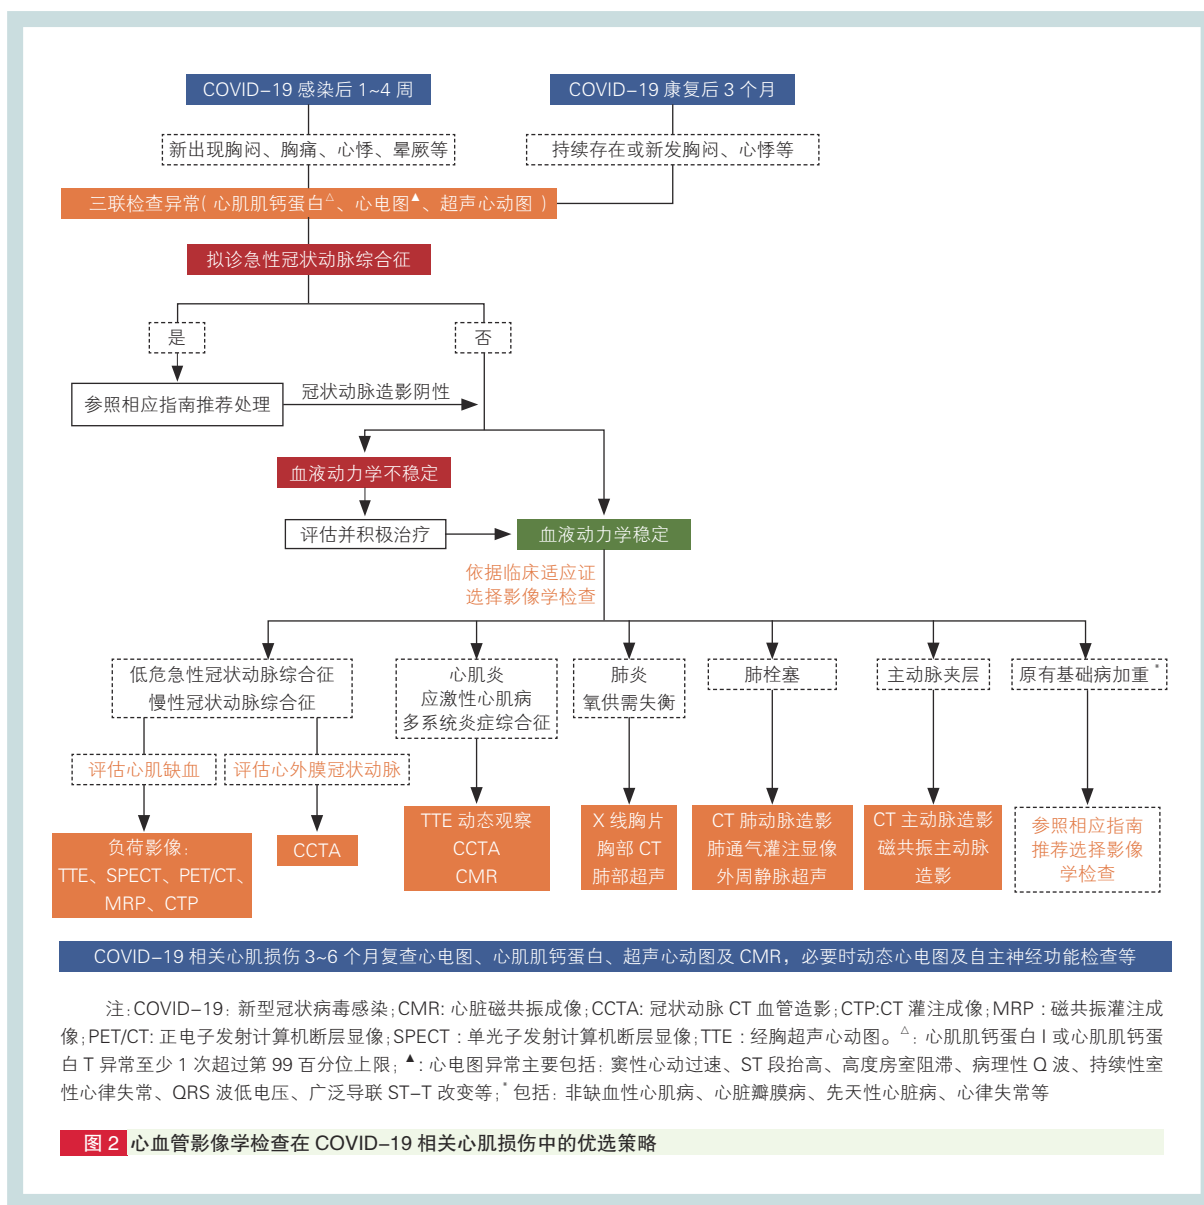 COVID-19 感染后 1~4 周
COVID-19 康复后 3 个月
新出现胸闷、胸痛、心悸、晕厥等
持续存在或新发胸闷、心悸等
三联检查异常(心肌肌钙蛋白△、心电图▲、超声心动图)
拟诊急性冠状动脉综合征
是
否
参照相应指南推荐处理
冠状动脉造影阴性
血液动力学不稳定
评估并积极治疗
血液动力学稳定
依据临床适应证
选择影像学检查
低危急性冠状动脉综合征
慢性冠状动脉综合征
心肌炎
应激性心肌病
多系统炎症综合征
肺炎
氧供需失衡
肺栓塞
主动脉夹层
原有基础病加重*
评估心肌缺血
评估心外膜冠状动脉
负荷影像:
TTE、SPECT、PET/CT、
MRP、CTP
CCTA
TTE 动态观察
CCTA
CMR
X 线胸片
胸部 CT
肺部超声
CT 肺动脉造影
肺通气灌注显像
外周静脉超声
CT 主动脉造影
磁共振主动脉
造影
参照相应指南
推荐选择影像
学检查
COVID-19 相关心肌损伤 3~6 个月复查心电图、心肌肌钙蛋白、超声心动图及 CMR，必要时动态心电图及自主神经功能检查等
注:COVID-19: 新型冠状病毒感染;CMR: 心脏磁共振成像;CCTA: 冠状动脉 CT 血管造影;CTP:CT 灌注成像;MRP : 磁共振灌注成
像;PET/CT: 正电子发射计算机断层显像;SPECT : 单光子发射计算机断层显像;TTE : 经胸超声心动图。△: 心肌肌钙蛋白 I 或心肌肌钙蛋
白 T 异常至少 1 次超过第 99 百分位上限; ▲: 心电图异常主要包括: 窦性心动过速、ST 段抬高、高度房室阻滞、病理性 Q 波、持续性室
性心律失常、QRS 波低电压、广泛导联 ST-T 改变等;* 包括: 非缺血性心肌病、心脏瓣膜病、先天性心脏病、心律失常等
图 2 心血管影像学检查在 COVID-19 相关心肌损伤中的优选策略